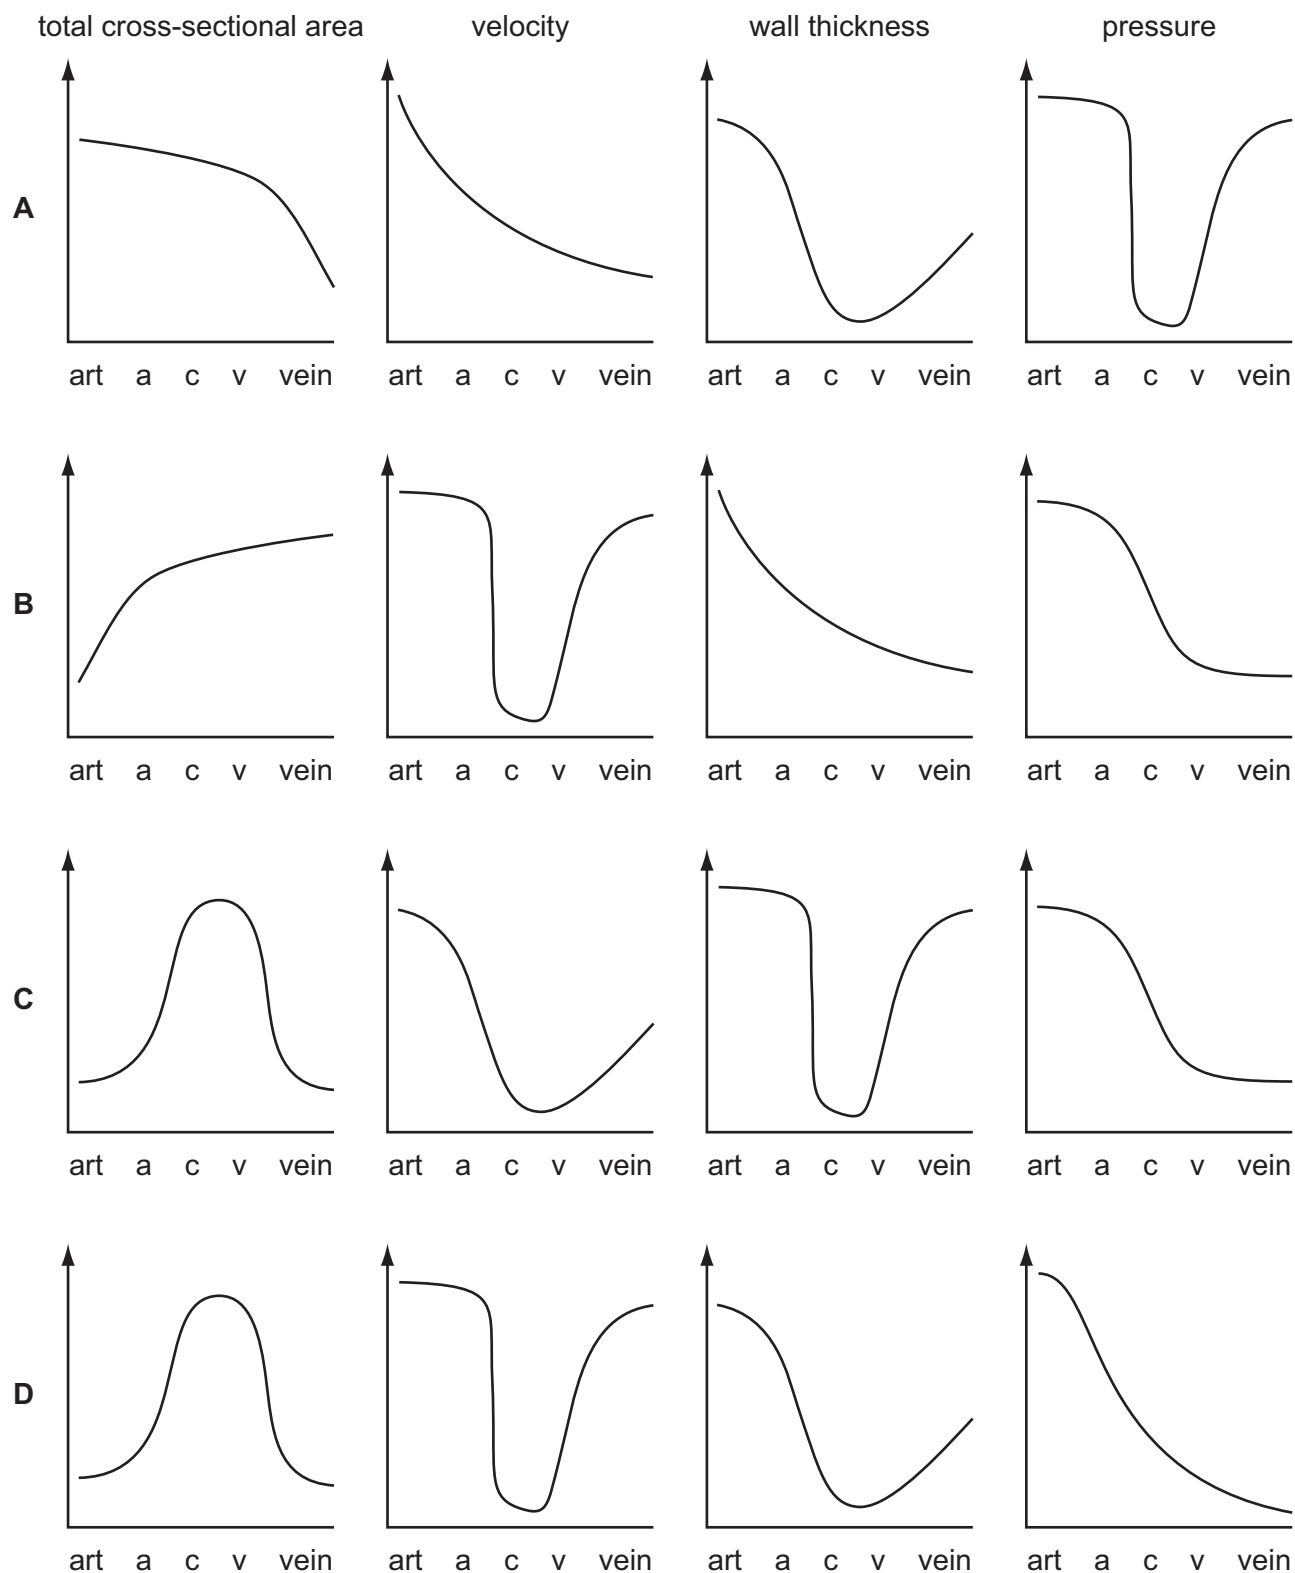 total cross-sectional area velocity wall thickness pressure
A
art a c v vein art a c v vein art a c v vein art a c v vein
B
art a c v vein art a c v vein art a c v vein art a c v vein
C
art a c v vein art a c v vein art a c v vein art a c v vein
D
art a c v vein art a c v vein art a c v vein art a c v vein